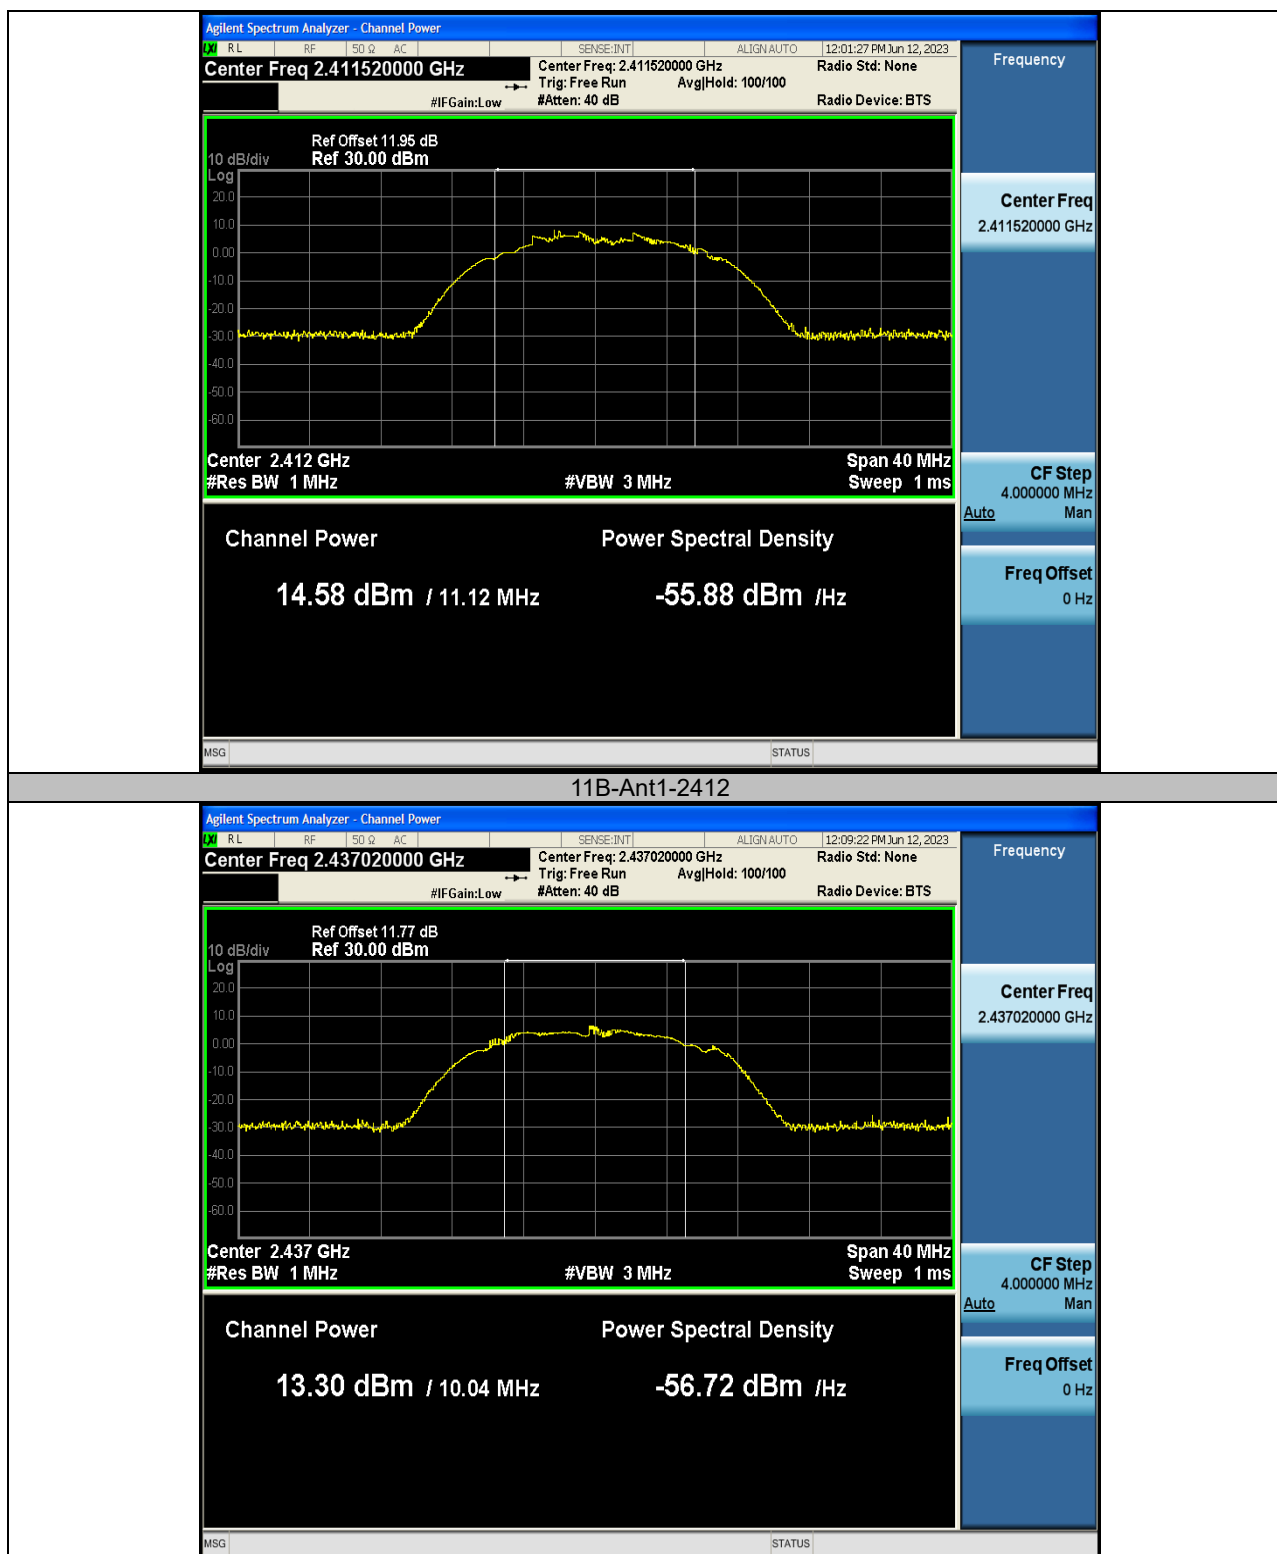 Agilent Spectrum Analyzer - Channel Power
LXI RL RF 50 Ω AC SENSE:INT ALIGN AUTO 12:01:27 PM Jun 12, 2023
Center Freq 2.411520000 GHz
Center Freq: 2.411520000 GHz Radio Std: None
Trig: Free Run Avg|Hold: 100/100
#IFGain:Low #Atten: 40 dB Radio Device: BTS
Frequency
Ref Offset 11.95 dB
10 dB/div Ref 30.00 dBm
Log
20.0
10.0
0.00
-10.0
-20.0
-30.0
-40.0
-50.0
-60.0
Center 2.412 GHz Span 40 MHz
#Res BW 1 MHz #VBW 3 MHz Sweep 1 ms
Center Freq
2.411520000 GHz
CF Step
4.000000 MHz
Auto Man
Freq Offset
0 Hz
Channel Power Power Spectral Density
14.58 dBm / 11.12 MHz -55.88 dBm /Hz
MSG STATUS
11B-Ant1-2412
Agilent Spectrum Analyzer - Channel Power
LXI RL RF 50 Ω AC SENSE:INT ALIGN AUTO 12:09:22 PM Jun 12, 2023
Center Freq 2.437020000 GHz
Center Freq: 2.437020000 GHz Radio Std: None
Trig: Free Run Avg|Hold: 100/100
#IFGain:Low #Atten: 40 dB Radio Device: BTS
Frequency
Ref Offset 11.77 dB
10 dB/div Ref 30.00 dBm
Log
20.0
10.0
0.00
-10.0
-20.0
-30.0
-40.0
-50.0
-60.0
Center 2.437 GHz Span 40 MHz
#Res BW 1 MHz #VBW 3 MHz Sweep 1 ms
Center Freq
2.437020000 GHz
CF Step
4.000000 MHz
Auto Man
Freq Offset
0 Hz
Channel Power Power Spectral Density
13.30 dBm / 10.04 MHz -56.72 dBm /Hz
MSG STATUS